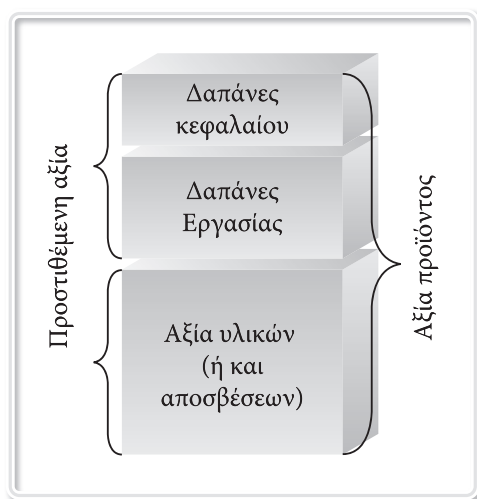 Δαπάνες
κεφαλαίου
Δαπάνες
Εργασίας
Αξία υλικών
(ή και
αποσβέσεων)
Προστιθέμενη αξία
Αξία προϊόντος